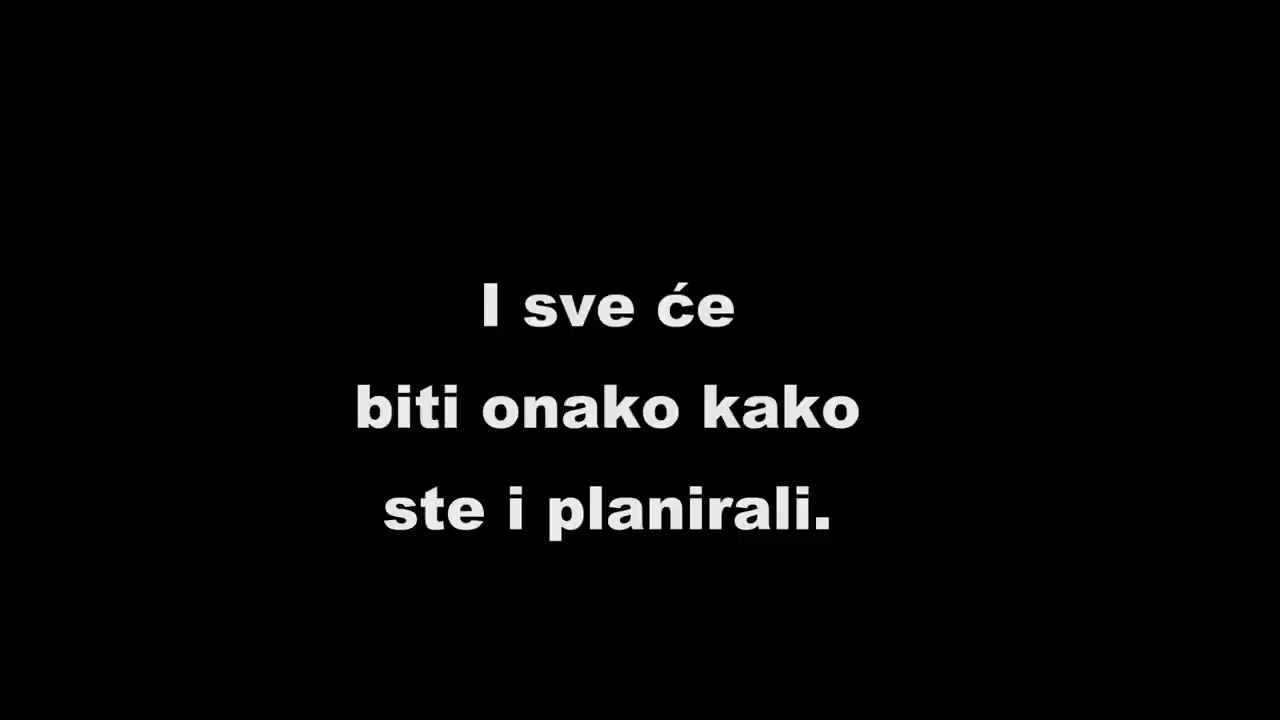 I sve će
biti onako kako
ste i planirali.